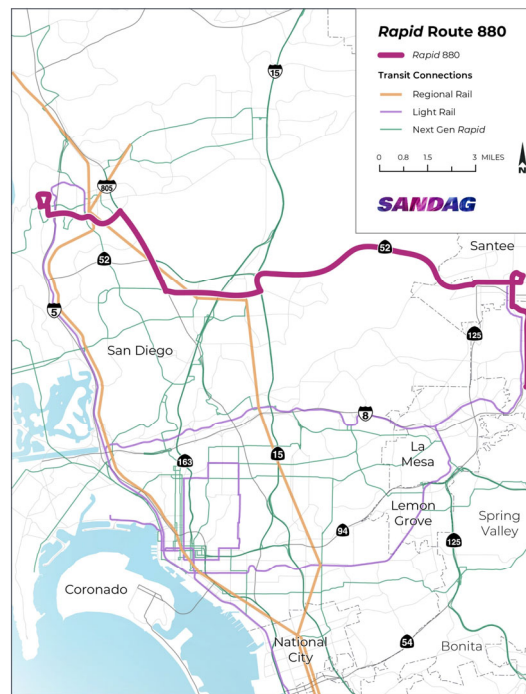 Rapid Route 880
Rapid 880
Transit Connections
Regional Rail
Light Rail
Next Gen Rapid
0 0.8 1.5 3 MILES
N
SANDAG
15
805
52
52
Santee
5
San Diego
125
8
La
Mesa
163
15
Lemon
Grove
94
Spring
Valley
125
Coronado
National
City
54
Bonita